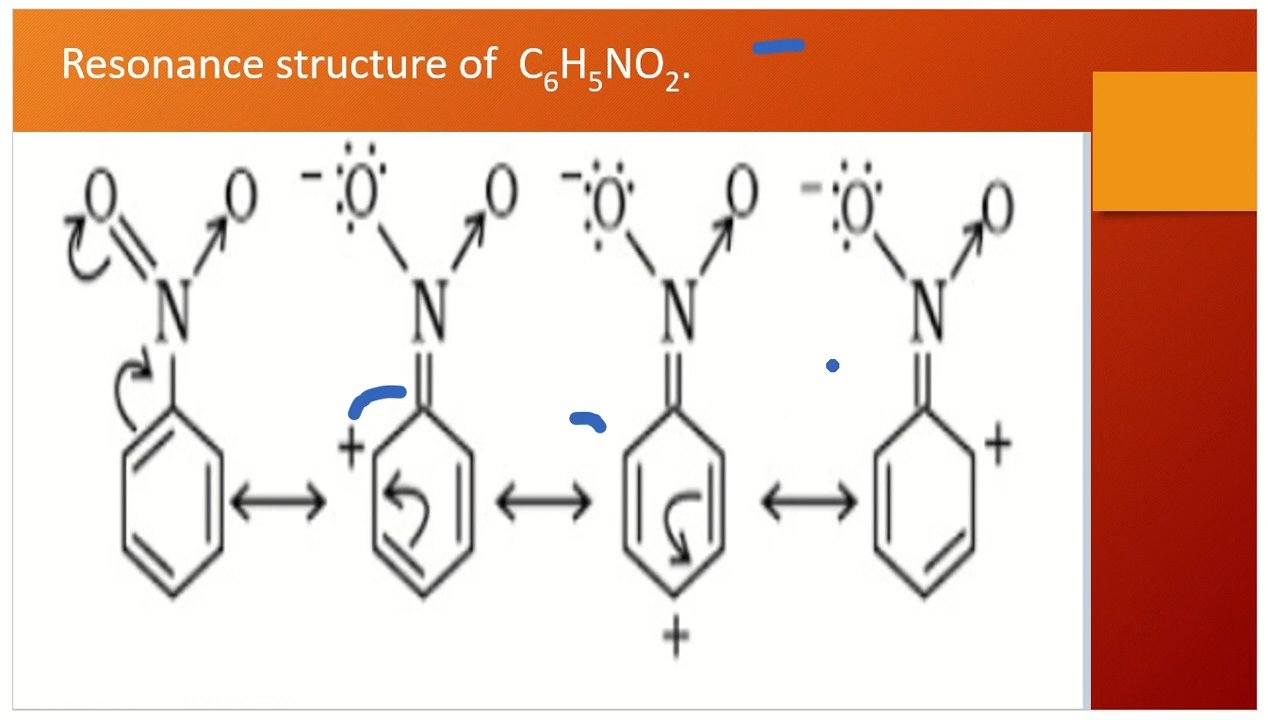 Resonance structure of C₆H₅NO₂.
O O - O O - O O - O O
N N N N
+ +
+